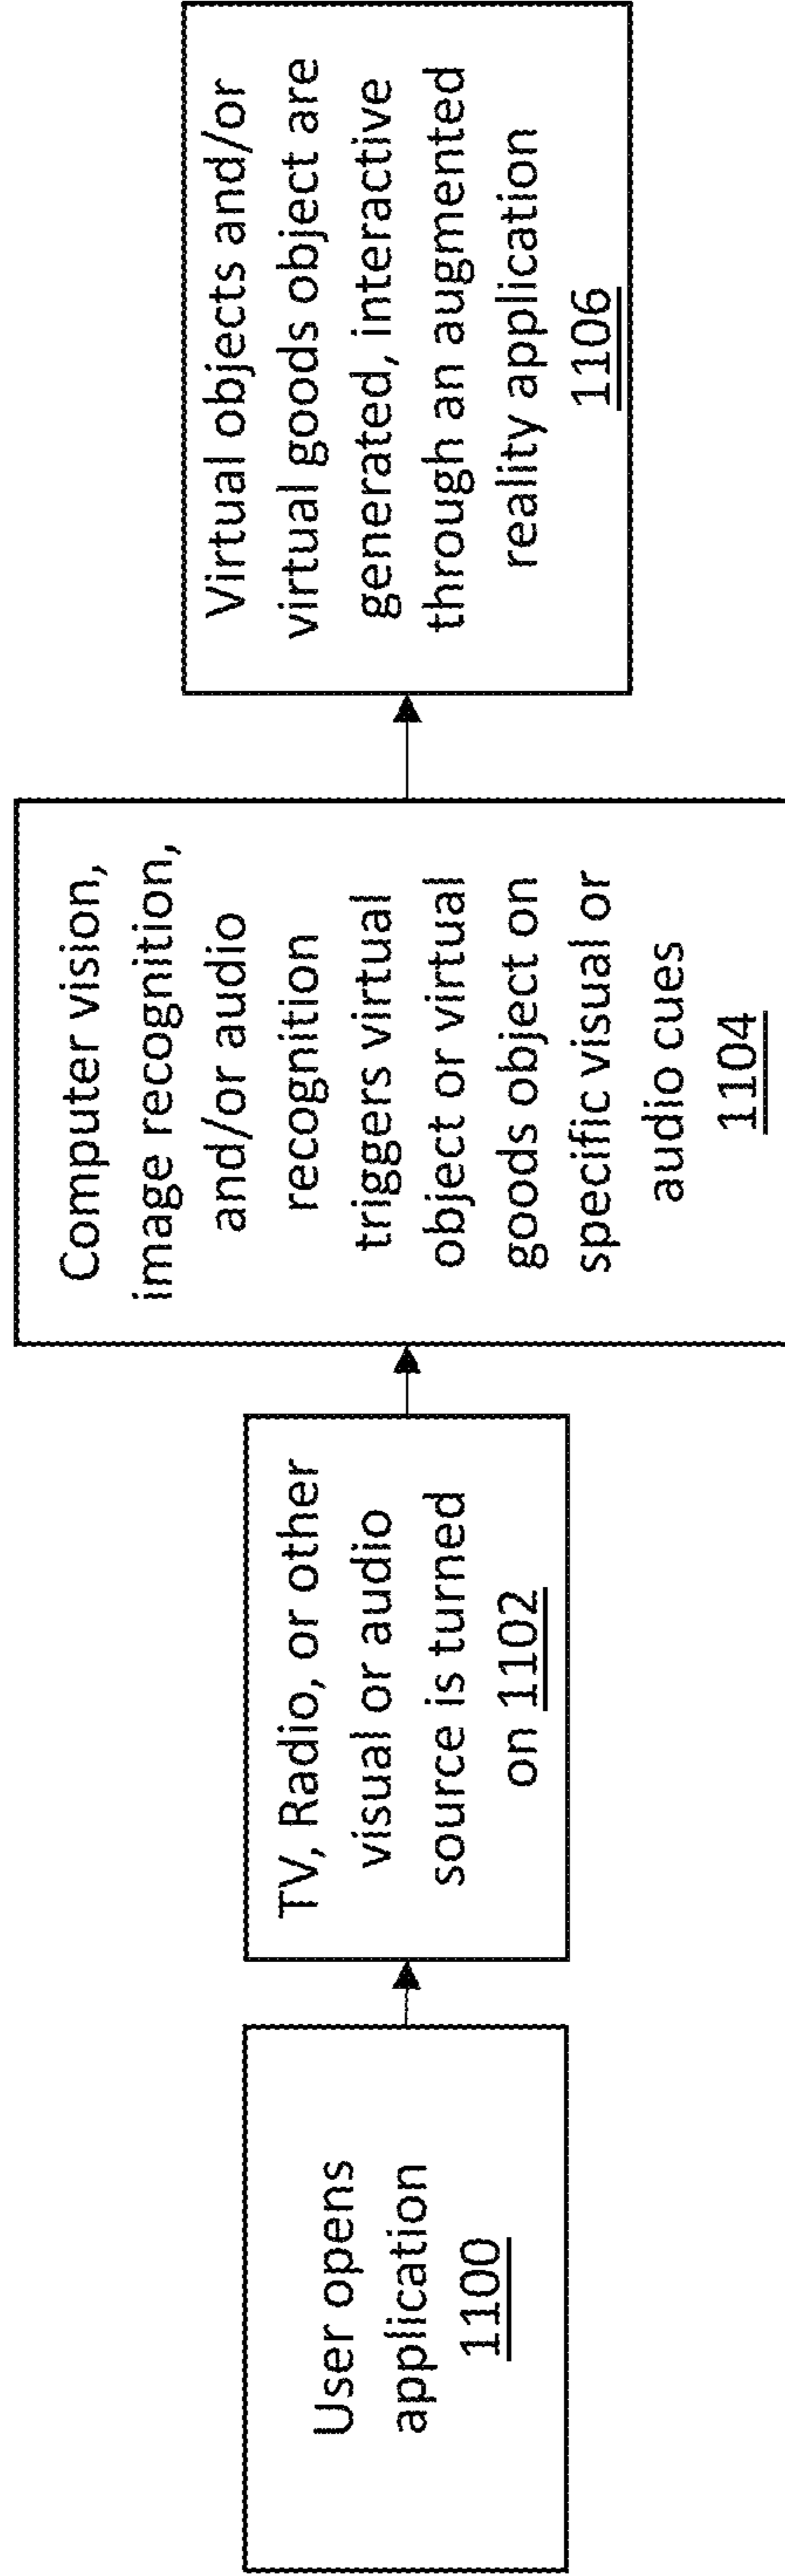 User opens
application
1100
TV, Radio, or other
visual or audio
source is turned
on 1102
Computer vision,
image recognition,
and/or audio
recognition
triggers virtual
object or virtual
goods object on
specific visual or
audio cues
1104
Virtual objects and/or
virtual goods object are
generated, interactive
through an augmented
reality application
1106